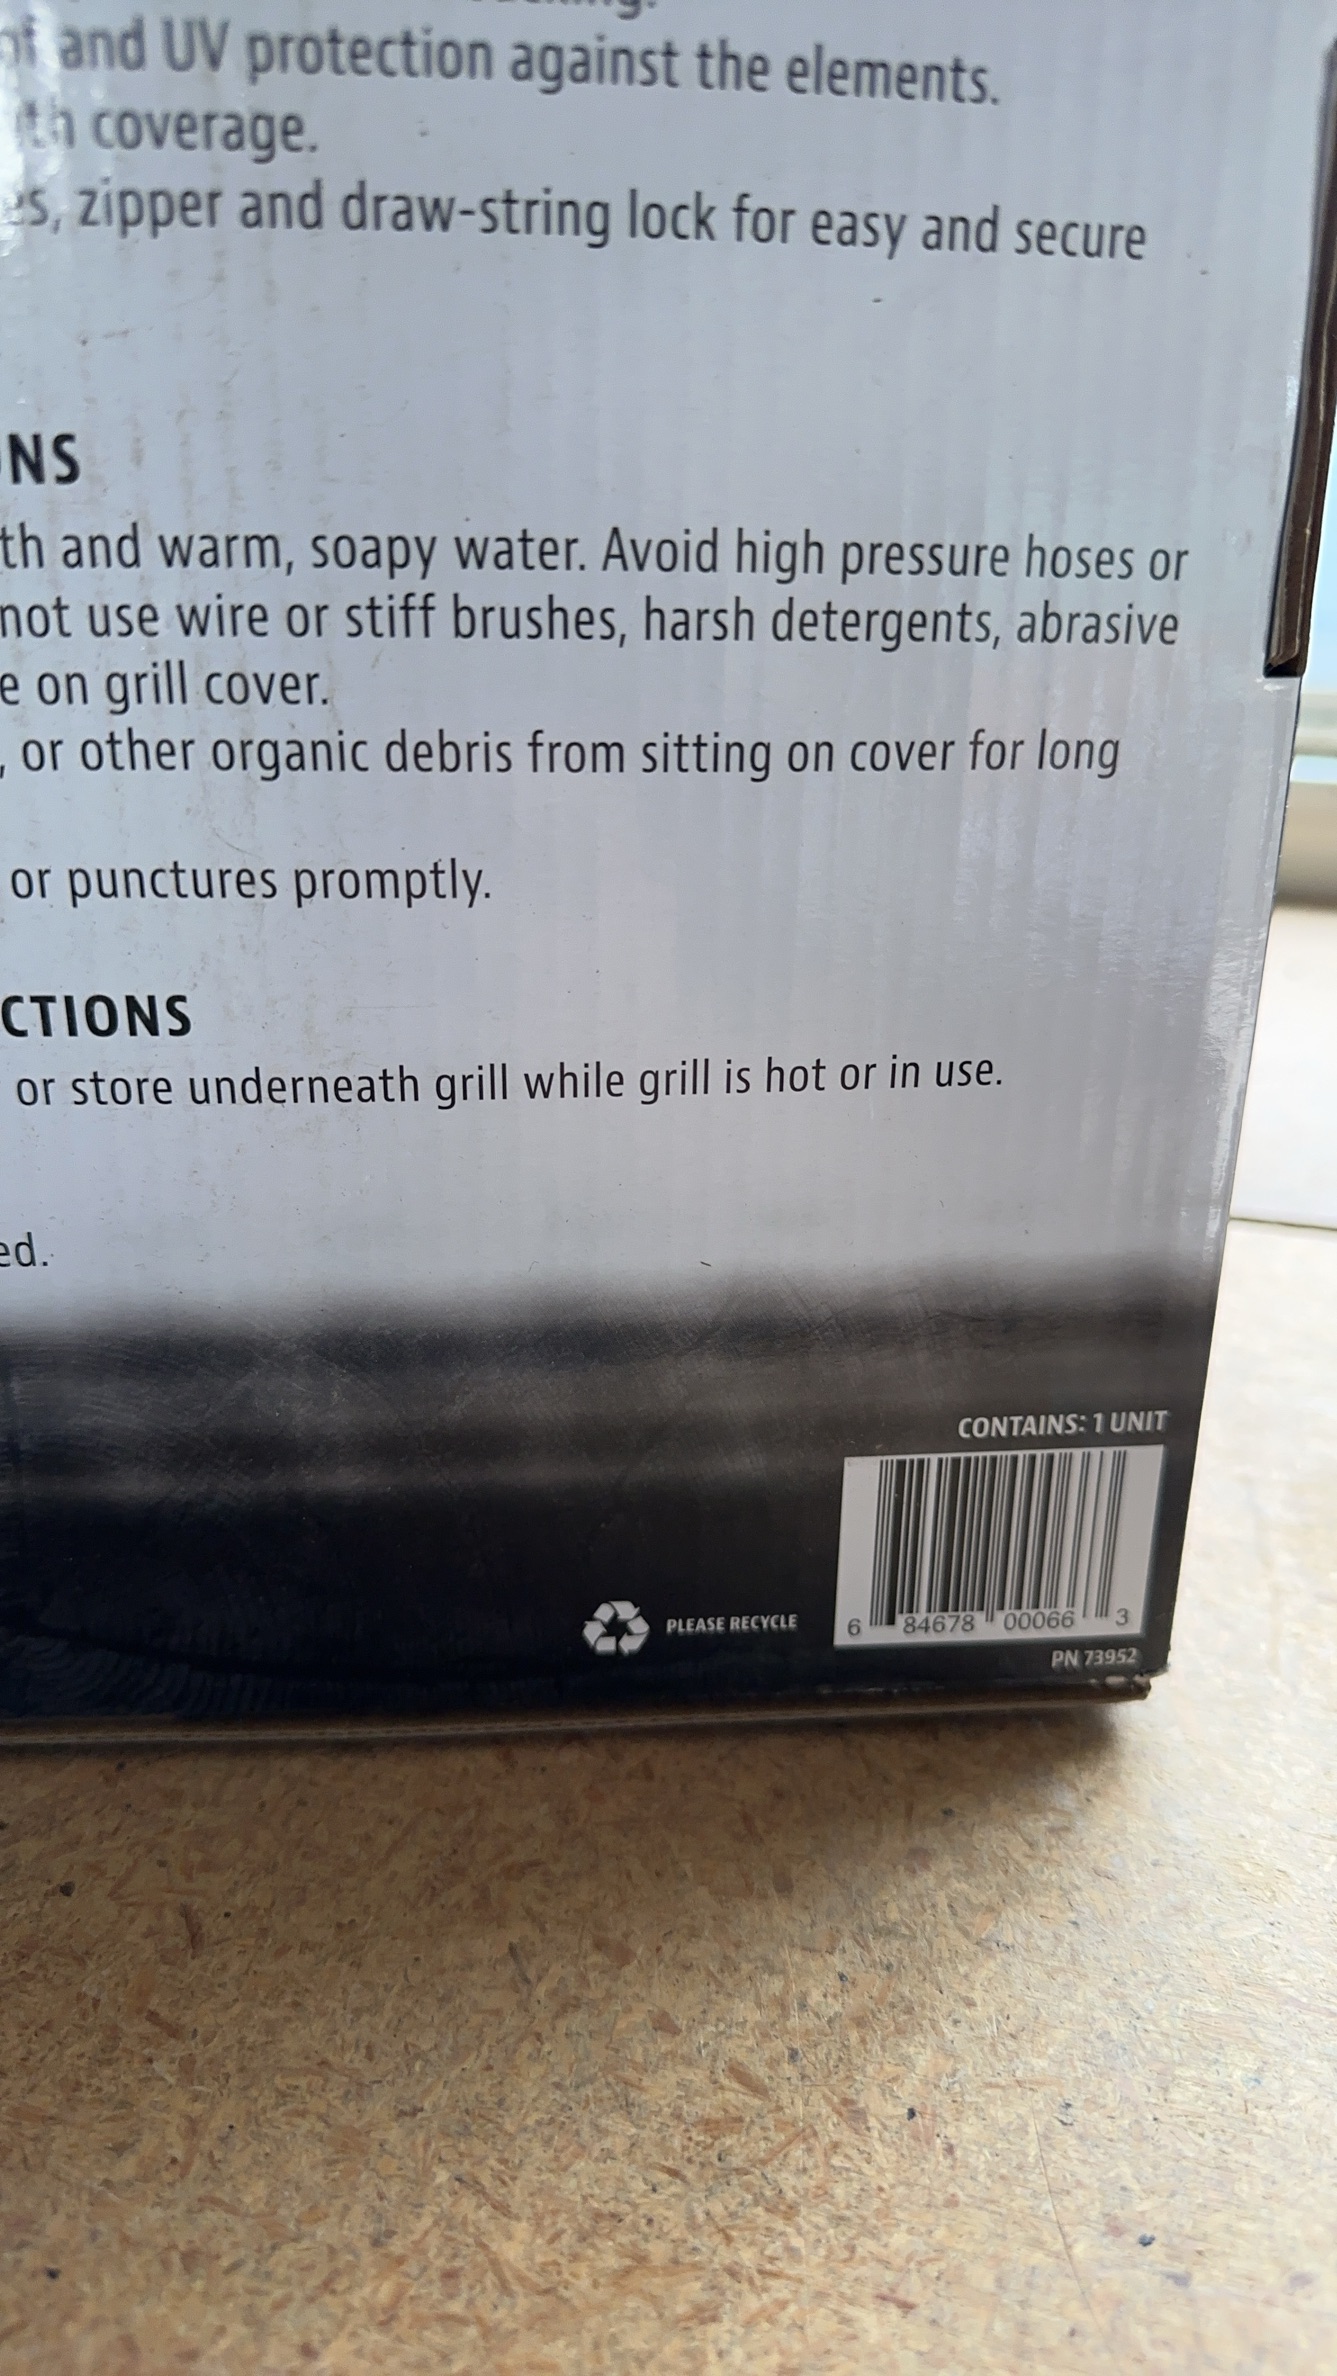 and UV protection against the elements.
coverage.
zipper and draw-string lock for easy and secure
NS
th and warm, soapy water. Avoid high pressure hoses or
not use wire or stiff brushes, harsh detergents, abrasive
e on grill cover.
, or other organic debris from sitting on cover for long
or punctures promptly.
CTIONS
or store underneath grill while grill is hot or in use.
ed.
CONTAINS: 1 UNIT
PLEASE RECYCLE
6 84678 00066 3
PN 73952